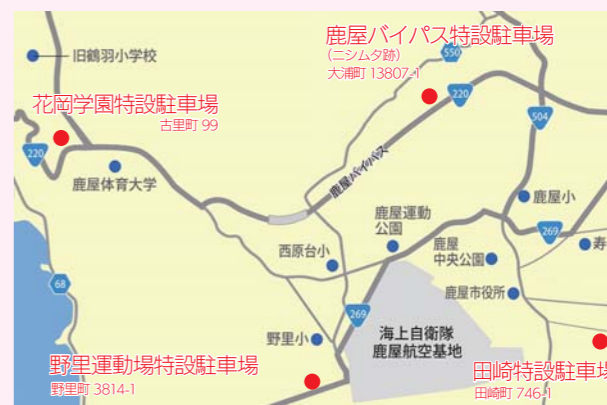 鹿屋バイパス特設駐車場
(ニシムタ跡)
大浦町 13807-1
550
旧鶴羽小学校
花岡学園特設駐車場
古里町 99
220
504
220
鹿屋体育大学
鹿屋バイパス
鹿屋小
鹿屋運動
公園
269
寿
鹿屋
中央公園
西原台小
68
鹿屋市役所
269
海上自衛隊
鹿屋航空基地
野里小
野里運動場特設駐車場
野里町 3814-1
田崎特設駐車場
田崎町 746-1